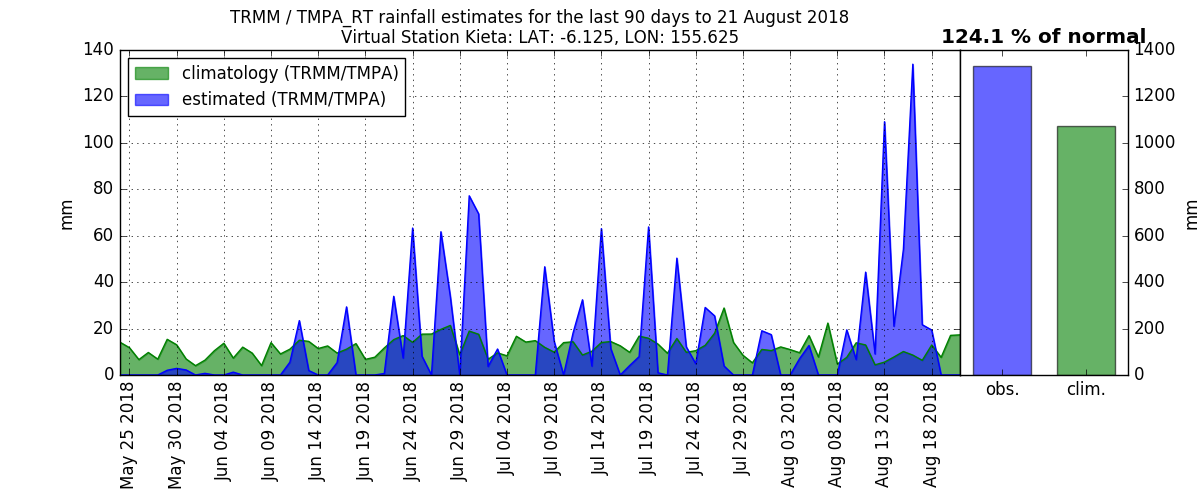 TRMM / TMPA_RT rainfall estimates for the last 90 days to 21 August 2018
Virtual Station Kieta: LAT: -6.125, LON: 155.625
124.1 % of normal
climatology (TRMM/TMPA)
estimated (TRMM/TMPA)
140
120
100
80
60
40
20
0
mm
1400
1200
1000
800
600
400
200
0
mm
May 25 2018
May 30 2018
Jun 04 2018
Jun 09 2018
Jun 14 2018
Jun 19 2018
Jun 24 2018
Jun 29 2018
Jul 04 2018
Jul 09 2018
Jul 14 2018
Jul 19 2018
Jul 24 2018
Jul 29 2018
Aug 03 2018
Aug 08 2018
Aug 13 2018
Aug 18 2018
obs.
clim.